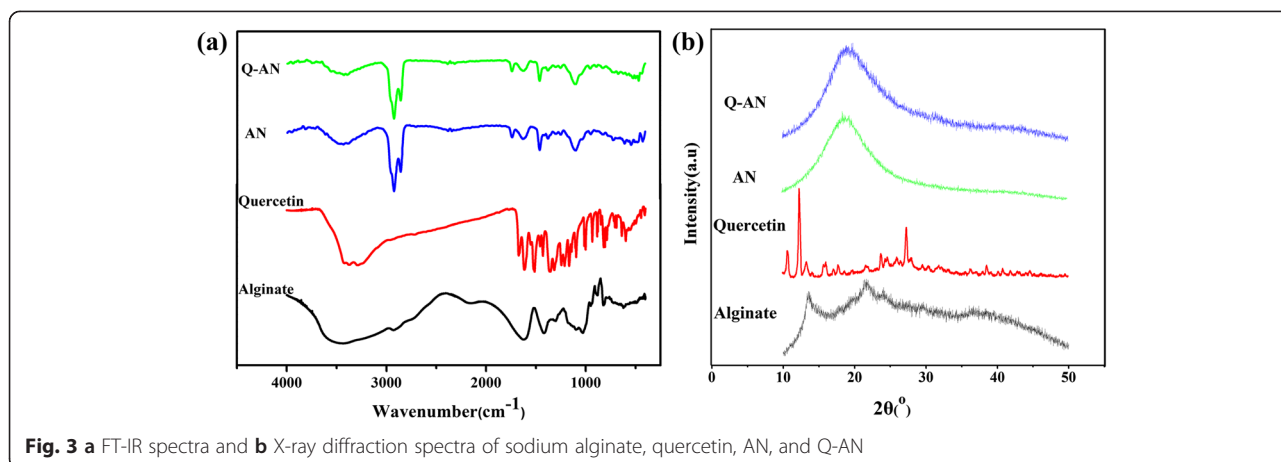 (a)
Q-AN
AN
Quercetin
Alginate
4000 3000 2000 1000
Wavenumber(cm-1)
(b)
Intensity(a.u)
Q-AN
AN
Quercetin
Alginate
0 10 20 30 40 50
2θ(°)
Fig. 3 a FT-IR spectra and b X-ray diffraction spectra of sodium alginate, quercetin, AN, and Q-AN